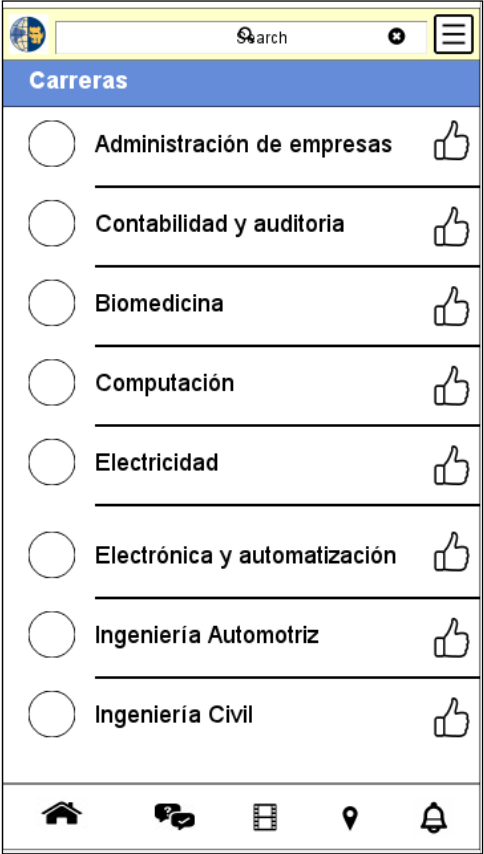 Search
Carreras
Administración de empresas
Contabilidad y auditoria
Biomedicina
Computación
Electricidad
Electrónica y automatización
Ingeniería Automotriz
Ingeniería Civil